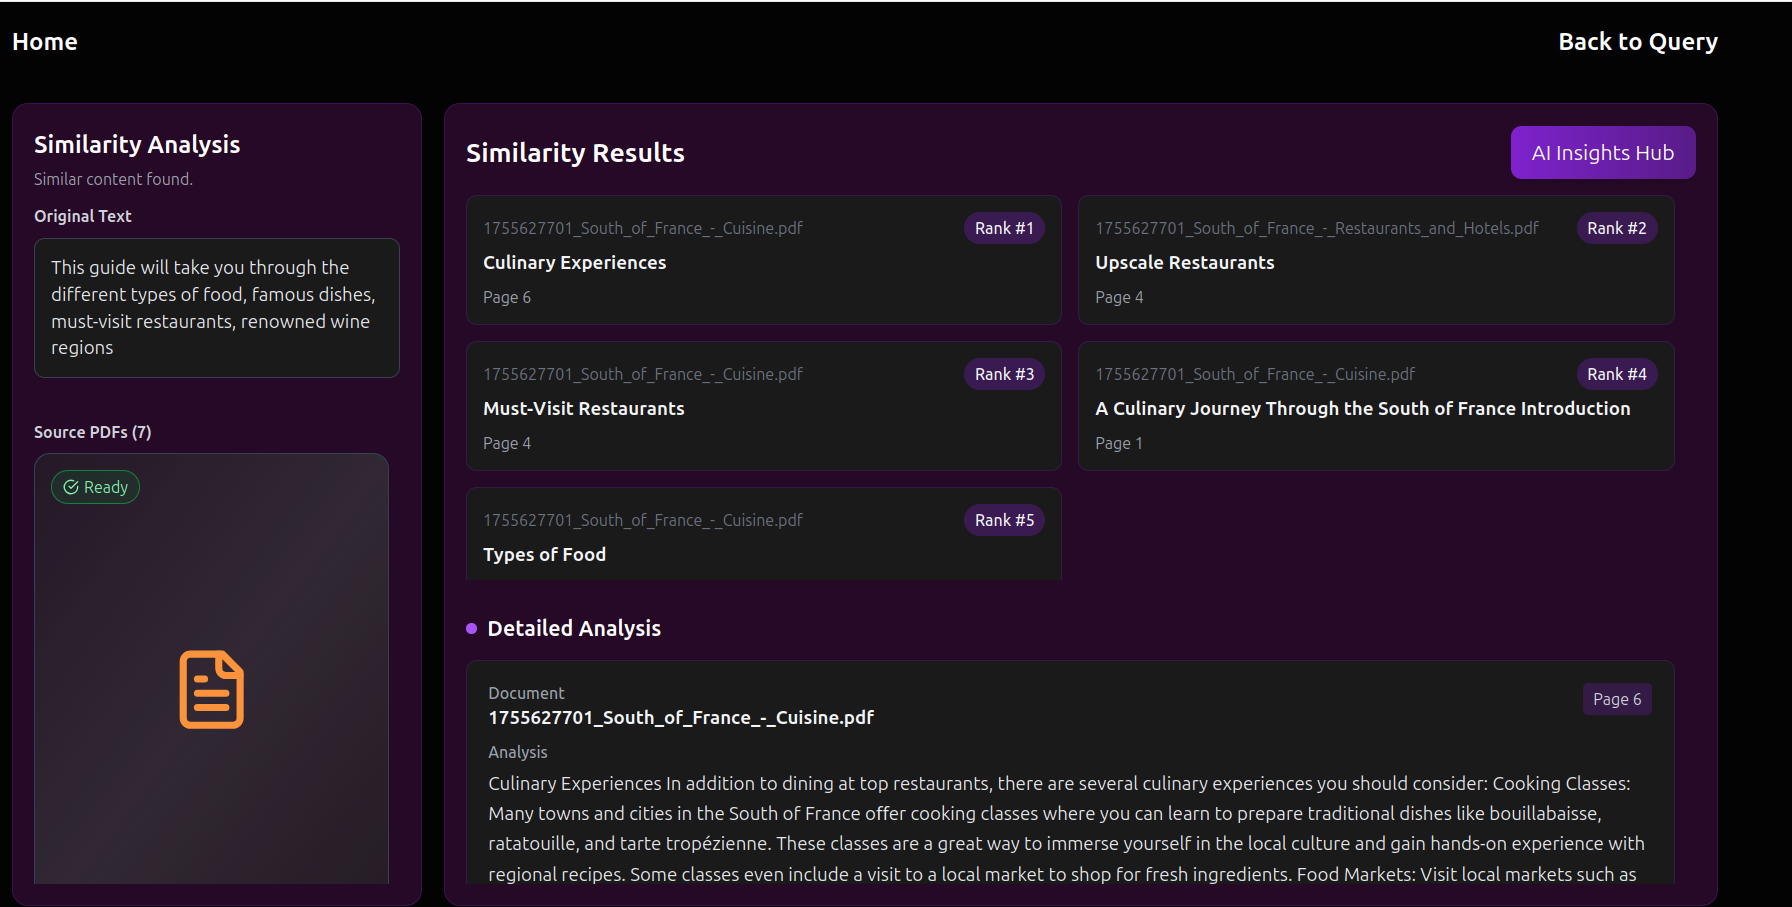 Home
Back to Query
Similarity Analysis
Similar content found.
Original Text
This guide will take you through the
different types of food, famous dishes,
must-visit restaurants, renowned wine
regions
Source PDFs (7)
Ready
Similarity Results
AI Insights Hub
1755627701_South_of_France_-_Cuisine.pdf
Rank #1
Culinary Experiences
Page 6
1755627701_South_of_France_-_Restaurants_and_Hotels.pdf
Rank #2
Upscale Restaurants
Page 4
1755627701_South_of_France_-_Cuisine.pdf
Rank #3
Must-Visit Restaurants
Page 4
1755627701_South_of_France_-_Cuisine.pdf
Rank #4
A Culinary Journey Through the South of France Introduction
Page 1
1755627701_South_of_France_-_Cuisine.pdf
Rank #5
Types of Food
Detailed Analysis
Document
1755627701_South_of_France_-_Cuisine.pdf
Page 6
Analysis
Culinary Experiences In addition to dining at top restaurants, there are several culinary experiences you should consider: Cooking Classes:
Many towns and cities in the South of France offer cooking classes where you can learn to prepare traditional dishes like bouillabaisse,
ratatouille, and tarte tropézienne. These classes are a great way to immerse yourself in the local culture and gain hands-on experience with
regional recipes. Some classes even include a visit to a local market to shop for fresh ingredients. Food Markets: Visit local markets such as